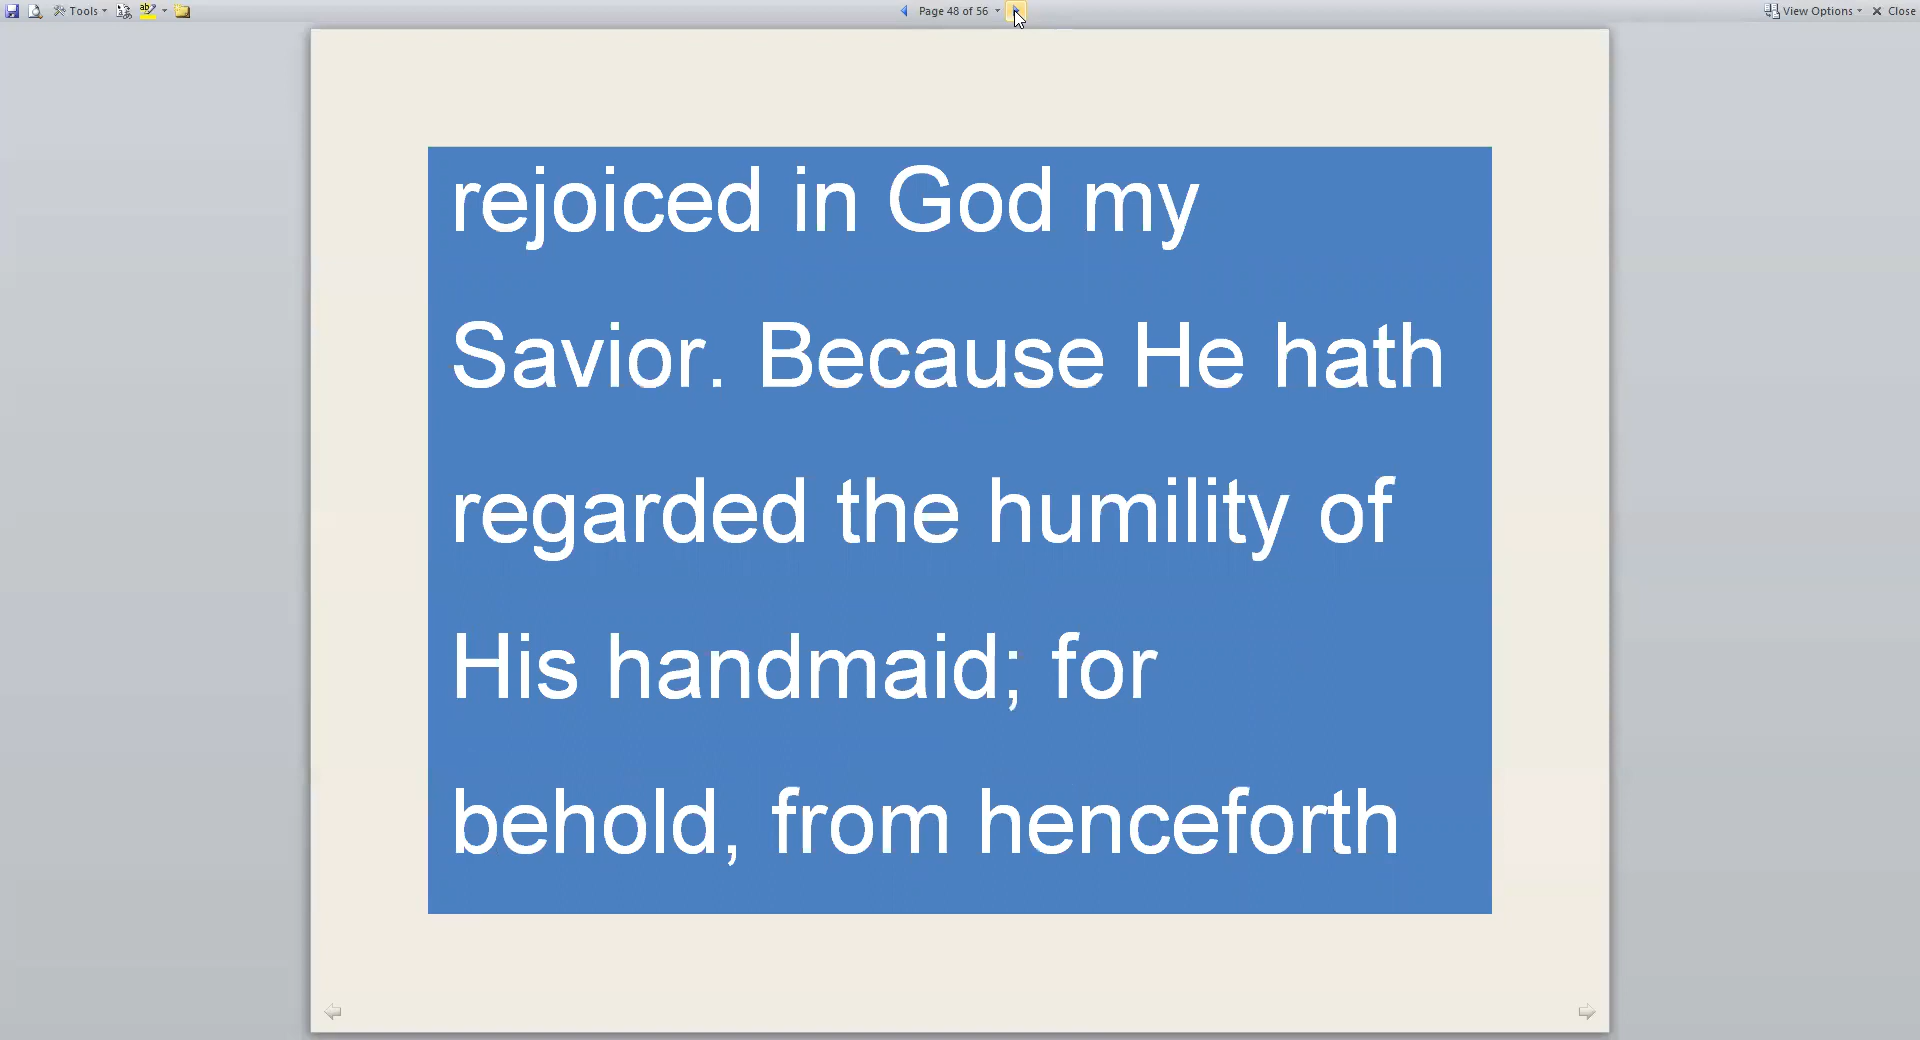 Tools
Page 48 of 56
View Options
Close
rejoiced in God my
Savior. Because He hath
regarded the humility of
His handmaid; for
behold, from henceforth